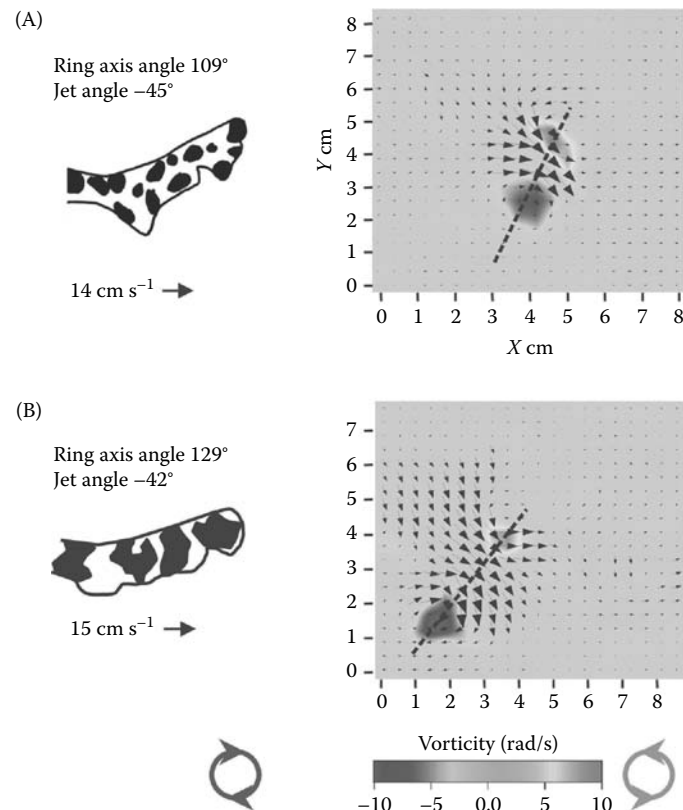 (A)
Ring axis angle 109°
Jet angle –45°
14 cm s⁻¹
Y cm
8
7
6
5
4
3
2
1
0
0 1 2 3 4 5 6 7 8
X cm
(B)
Ring axis angle 129°
Jet angle –42°
15 cm s⁻¹
7
6
5
4
3
2
1
0
0 1 2 3 4 5 6 7 8
Vorticity (rad/s)
–10 –5 0.0 5 10